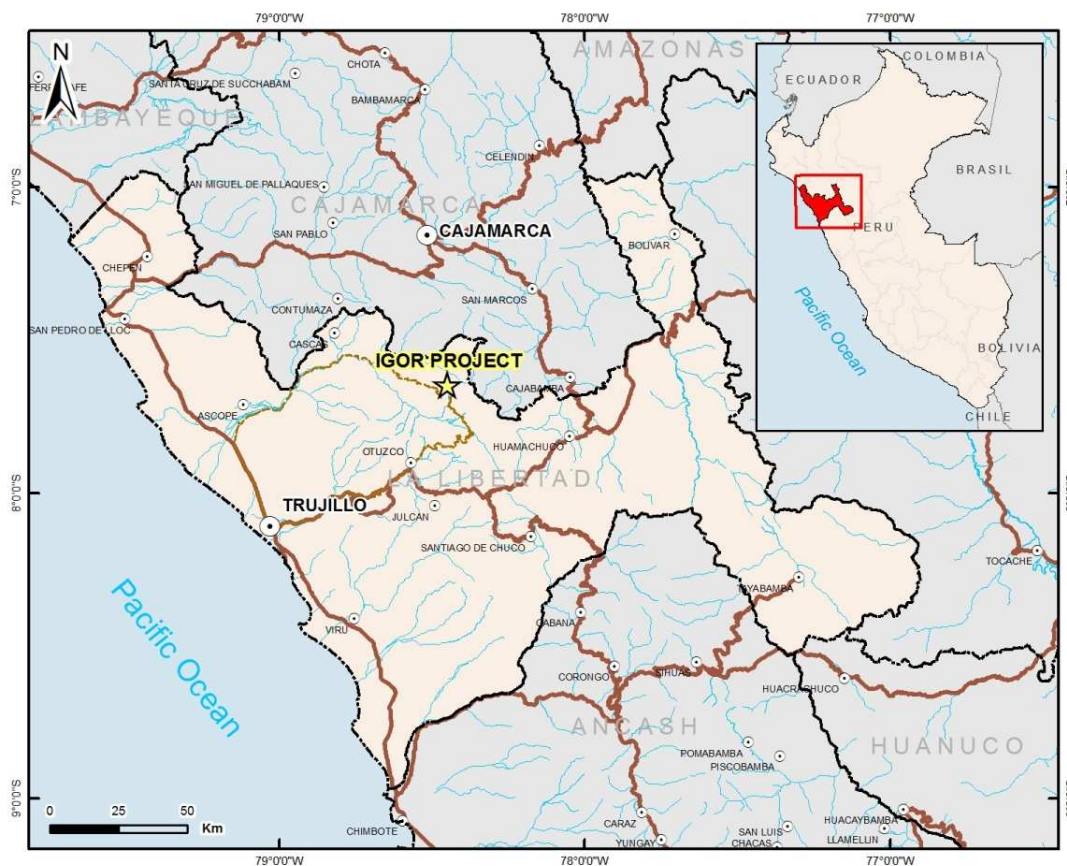 79°0'0"W
78°0'0"W
77°0'0"W
N
AMAZONAS
COLOMBIA
ECUADOR
CHOTA
SANTA CRUZ DE SUCCHABAM
BAMBAMARCA
LAMBAYEQUE
CELENDIN
BRASIL
7°0'0"S
SAN MIGUEL DE PALLAQUES
CAJAMARCA
SAN PABLO
CAJAMARCA
PERU
BOLIVAR
CHEPEN
SAN MARCOS
CONTUMAZA
Pacific Ocean
SAN PEDRO DE LLOC
CASCAS
BOLIVIA
IGOR PROJECT
CAJABAMBA
ASCOPE
CHILE
HUAMACHUCO
OTUZCO
LA LIBERTAD
8°0'0"S
TRUJILLO
JULCAN
SANTIAGO DE CHUCO
TOCACHE
TAYABAMBA
Pacific Ocean
CABANA
VIRU
CORONGO
SIHUAS
HUACRACHUCO
ANCASH
HUANUCO
POMABAMBA
PISCOBAMBA
9°0'0"S
0 25 50
Km
CHIMBOTE
CARAZ
HUACAYBAMBA
SAN LUIS
LLAMELLIN
YUNGAY
CHACAS
79°0'0"W
78°0'0"W
77°0'0"W